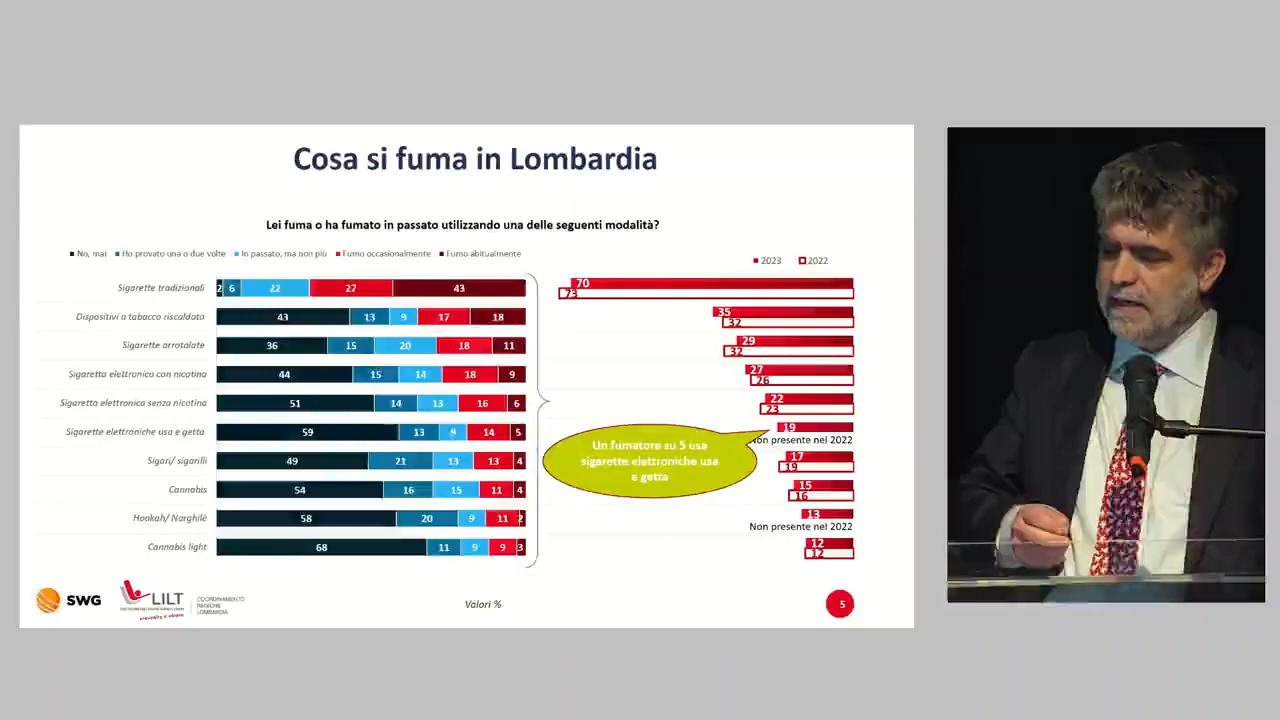 Cosa si fuma in Lombardia
Lei fuma o ha fumato in passato utilizzando una delle seguenti modalità?
No, mai Ho provato una o due volte In passato, ma non più Fumo occasionalmente Fumo abitualmente
2023 2022
Sigarette tradizionali 2 6 22 27 43 70
73
Dispositivi a tabacco riscaldato 43 13 9 17 18 35
32
Sigarette arrotolate 36 15 20 18 11 29
32
Sigaretta elettronica con nicotina 44 15 14 18 9 27
26
Sigaretta elettronica senza nicotina 51 14 13 16 6 22
23
Sigarette elettroniche usa e getta 59 13 9 14 5 19
Non presente nel 2022
Un fumatore su 5 usa
sigarette elettroniche usa
e getta
Sigari/ sigarilli 49 21 13 13 4 17
19
Cannabis 54 16 15 11 4 15
16
Hookah/ Narghilè 58 20 9 11 2 13
Non presente nel 2022
Cannabis light 68 11 9 9 3 12
12
SWG
LILT
prevenire è vivere
COORDINAMENTO
REGIONE
LOMBARDIA
Valori %
5